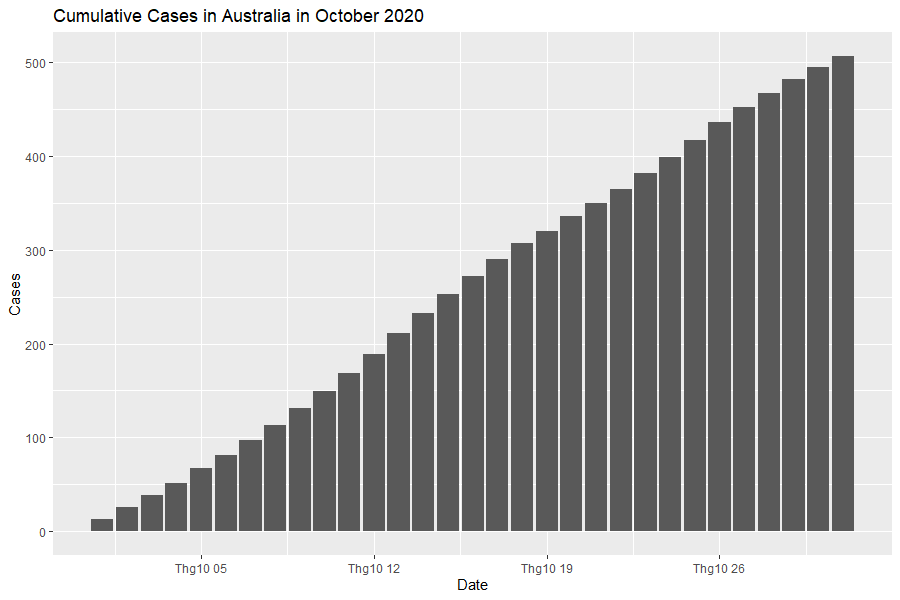 Cumulative Cases in Australia in October 2020
500
400
300
200
100
0
Cases
Thg10 05 Thg10 12 Thg10 19 Thg10 26
Date